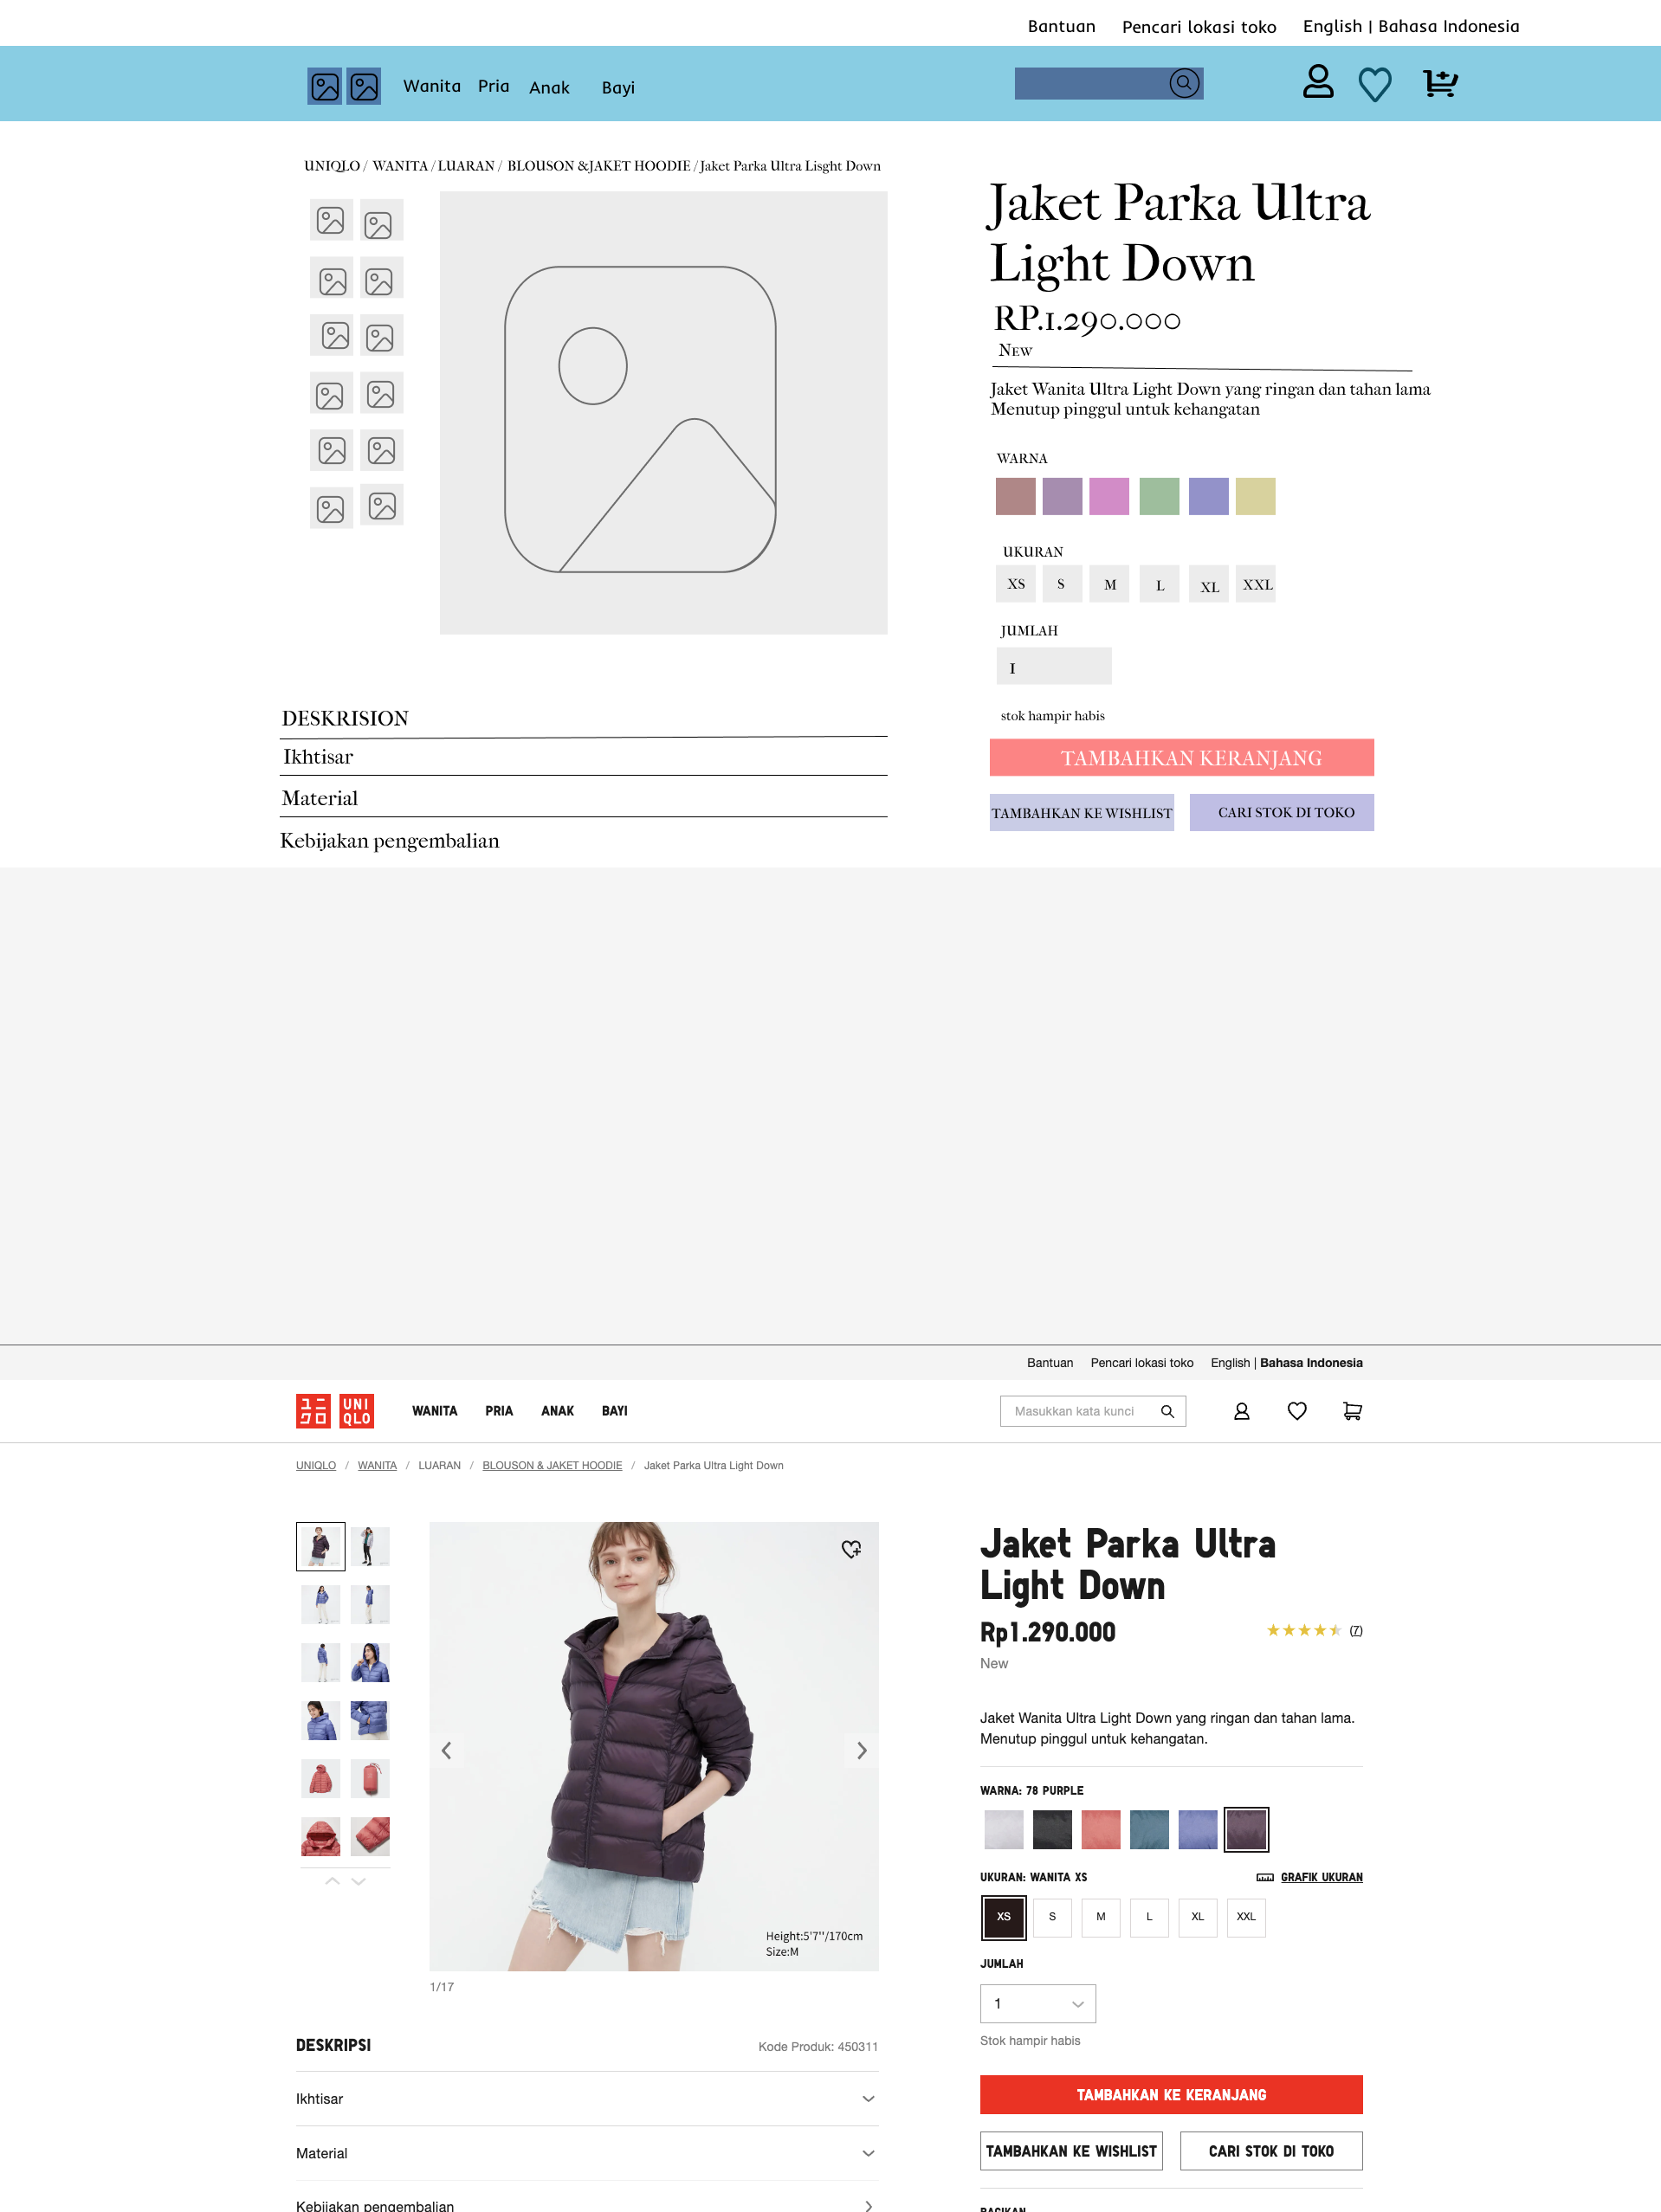 Bantuan Pencari lokasi toko English | Bahasa Indonesia
Wanita Pria Anak Bayi
UNIQLO / WANITA / LUARAN / BLOUSON &JAKET HOODIE / Jaket Parka Ultra Lisght Down
Jaket Parka Ultra
Light Down
RP.1.290.000
New
Jaket Wanita Ultra Light Down yang ringan dan tahan lama
Menutup pinggul untuk kehangatan
WARNA
UKURAN
XS S M L XL XXL
JUMLAH
1
stok hampir habis
TAMBAHKAN KERANJANG
TAMBAHKAN KE WISHLIST CARI STOK DI TOKO
DESKRISION
Ikhtisar
Material
Kebijakan pengembalian
Bantuan Pencari lokasi toko English | Bahasa Indonesia
ユニクロ UNIQLO WANITA PRIA ANAK BAYI Masukkan kata kunci
UNIQLO / WANITA / LUARAN / BLOUSON & JAKET HOODIE / Jaket Parka Ultra Light Down
Jaket Parka Ultra
Light Down
Rp1.290.000 (7)
New
Jaket Wanita Ultra Light Down yang ringan dan tahan lama.
Menutup pinggul untuk kehangatan.
WARNA: 78 PURPLE
UKURAN: WANITA XS GRAFIK UKURAN
XS S M L XL XXL
JUMLAH
1
Stok hampir habis
TAMBAHKAN KE KERANJANG
TAMBAHKAN KE WISHLIST CARI STOK DI TOKO
BAGIKAN
Height:5'7''/170cm
Size:M
1/17
DESKRIPSI Kode Produk: 450311
Ikhtisar
Material
Kebijakan pengembalian